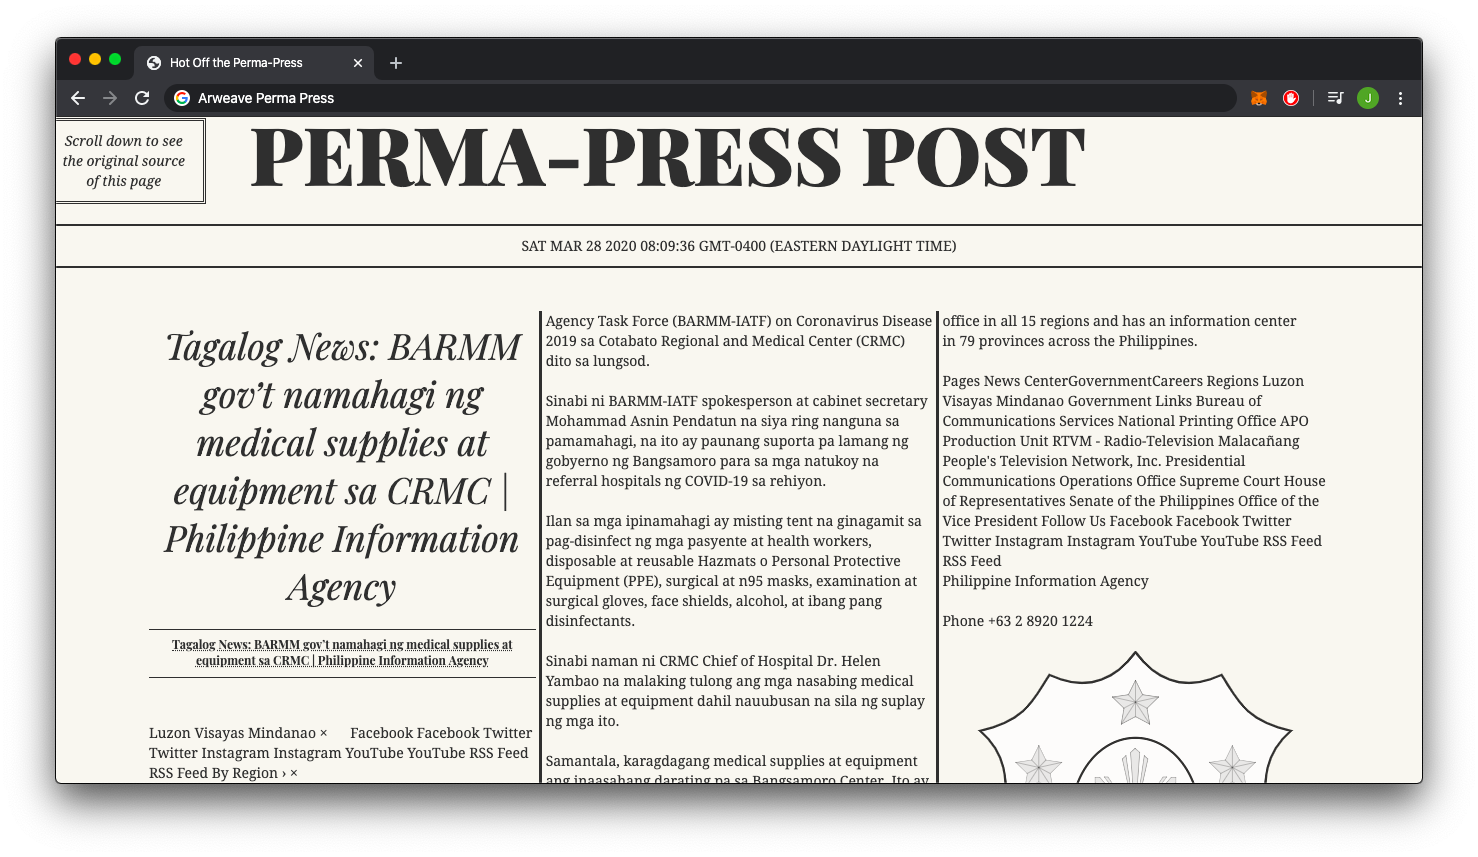 Hot Off the Perma-Press
Arweave Perma Press
J
Scroll down to see
the original source
of this page
PERMA-PRESS POST
SAT MAR 28 2020 08:09:36 GMT-0400 (EASTERN DAYLIGHT TIME)
Tagalog News: BARMM
gov’t namahagi ng
medical supplies at
equipment sa CRMC |
Philippine Information
Agency
Tagalog News: BARMM gov’t namahagi ng medical supplies at
equipment sa CRMC | Philippine Information Agency
Luzon Visayas Mindanao × Facebook Facebook Twitter
Twitter Instagram Instagram YouTube YouTube RSS Feed
RSS Feed By Region › ×
Agency Task Force (BARMM-IATF) on Coronavirus Disease
2019 sa Cotabato Regional and Medical Center (CRMC)
dito sa lungsod.
Sinabi ni BARMM-IATF spokesperson at cabinet secretary
Mohammad Asnin Pendatun na siya ring nanguna sa
pamamahagi, na ito ay paunang suporta pa lamang ng
gobyerno ng Bangsamoro para sa mga natukoy na
referral hospitals ng COVID-19 sa rehiyon.
Ilan sa mga ipinamahagi ay misting tent na ginagamit sa
pag-disinfect ng mga pasyente at health workers,
disposable at reusable Hazmats o Personal Protective
Equipment (PPE), surgical at n95 masks, examination at
surgical gloves, face shields, alcohol, at ibang pang
disinfectants.
Sinabi naman ni CRMC Chief of Hospital Dr. Helen
Yambao na malaking tulong ang mga nasabing medical
supplies at equipment dahil nauubusan na sila ng suplay
ng mga ito.
Samantala, karagdagang medical supplies at equipment
ang inaasahang darating pa sa Bangsamoro Center. Ito ay
office in all 15 regions and has an information center
in 79 provinces across the Philippines.
Pages News CenterGovernmentCareers Regions Luzon
Visayas Mindanao Government Links Bureau of
Communications Services National Printing Office APO
Production Unit RTVM - Radio-Television Malacañang
People's Television Network, Inc. Presidential
Communications Operations Office Supreme Court House
of Representatives Senate of the Philippines Office of the
Vice President Follow Us Facebook Facebook Twitter
Twitter Instagram Instagram YouTube YouTube RSS Feed
RSS Feed
Philippine Information Agency
Phone +63 2 8920 1224